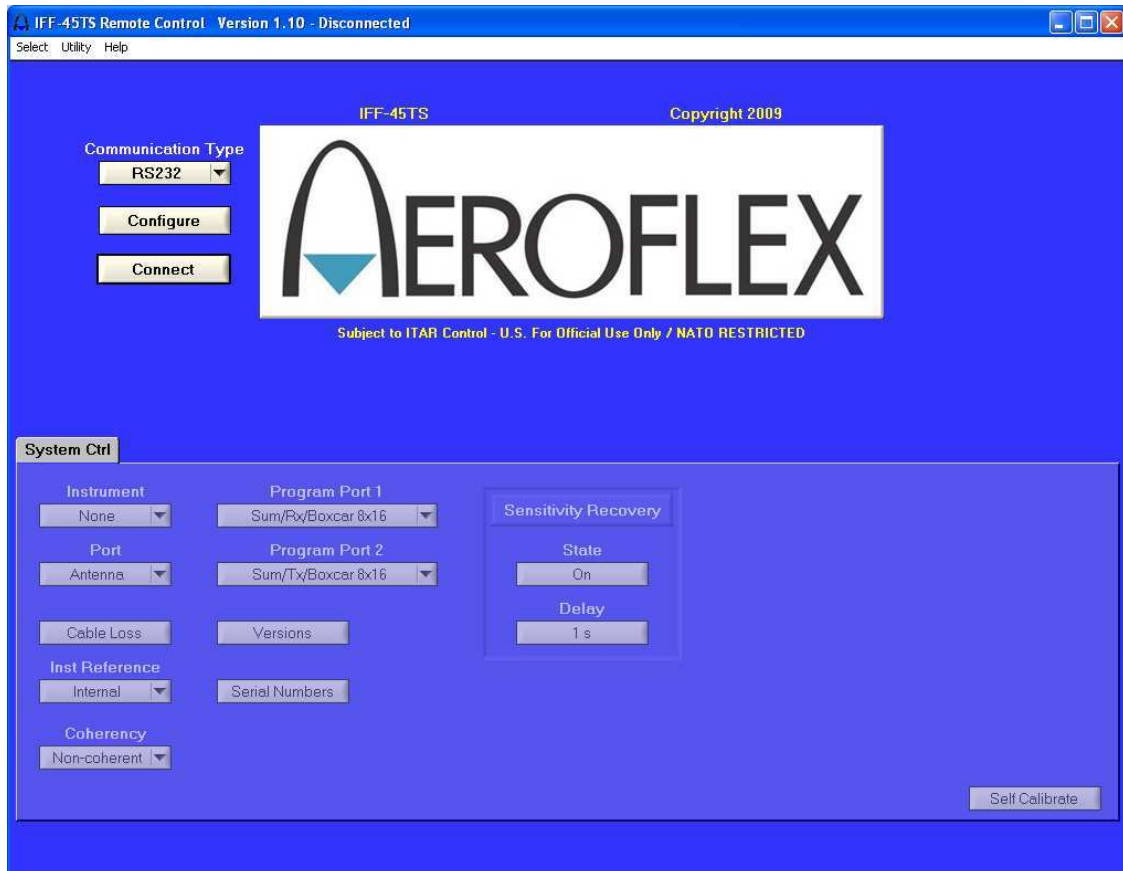 IFF-45TS Remote Control Version 1.10 - Disconnected
Select Utility Help
IFF-45TS Copyright 2009
Communication Type
RS232
Configure
Connect
AEROFLEX
Subject to ITAR Control - U.S. For Official Use Only / NATO RESTRICTED
System Ctrl
Instrument
None
Port
Antenna
Cable Loss
Inst Reference
Internal
Coherency
Non-coherent
Program Port 1
Sum/Rx/Boxcar 8x16
Program Port 2
Sum/Tx/Boxcar 8x16
Versions
Serial Numbers
Sensitivity Recovery
State
On
Delay
1 s
Self Calibrate